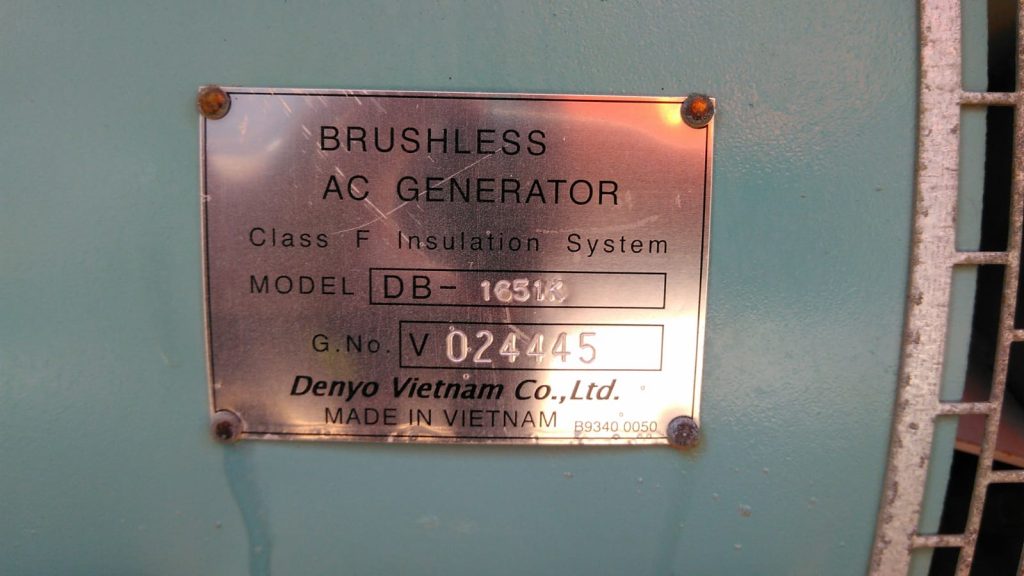 BRUSHLESS
AC GENERATOR
Class F Insulation System
MODEL DB-
G.No. V 024445
Denyo Vietnam Co.,Ltd.
MADE IN VIETNAM
B9340 0050